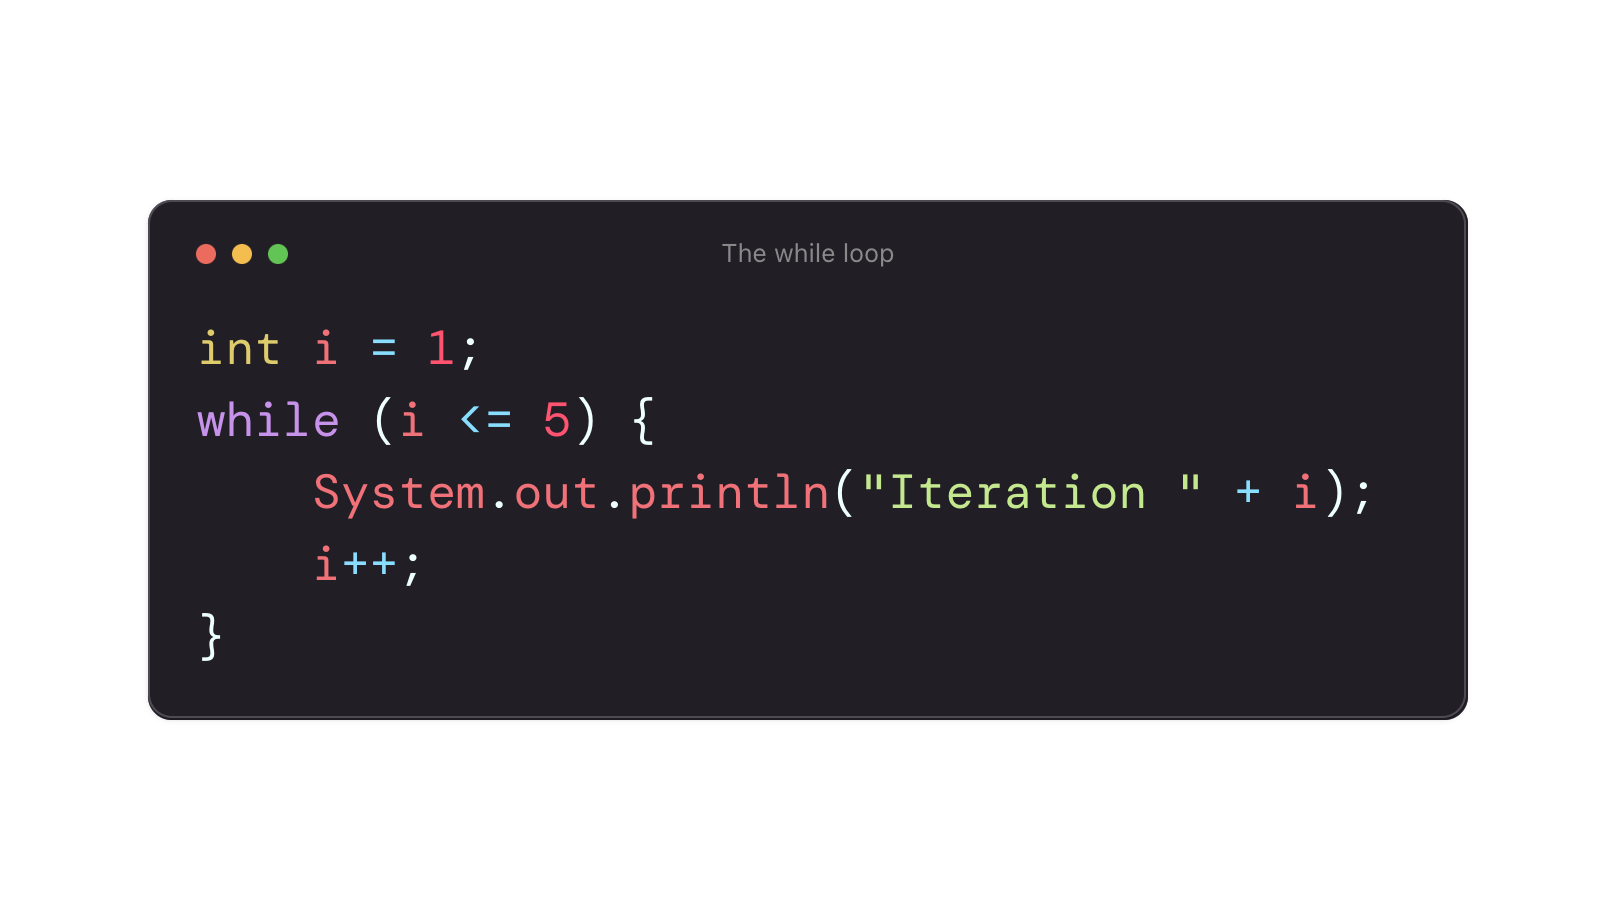 The while loop
int i = 1;
while (i <= 5) {
    System.out.println("Iteration " + i);
    i++;
}